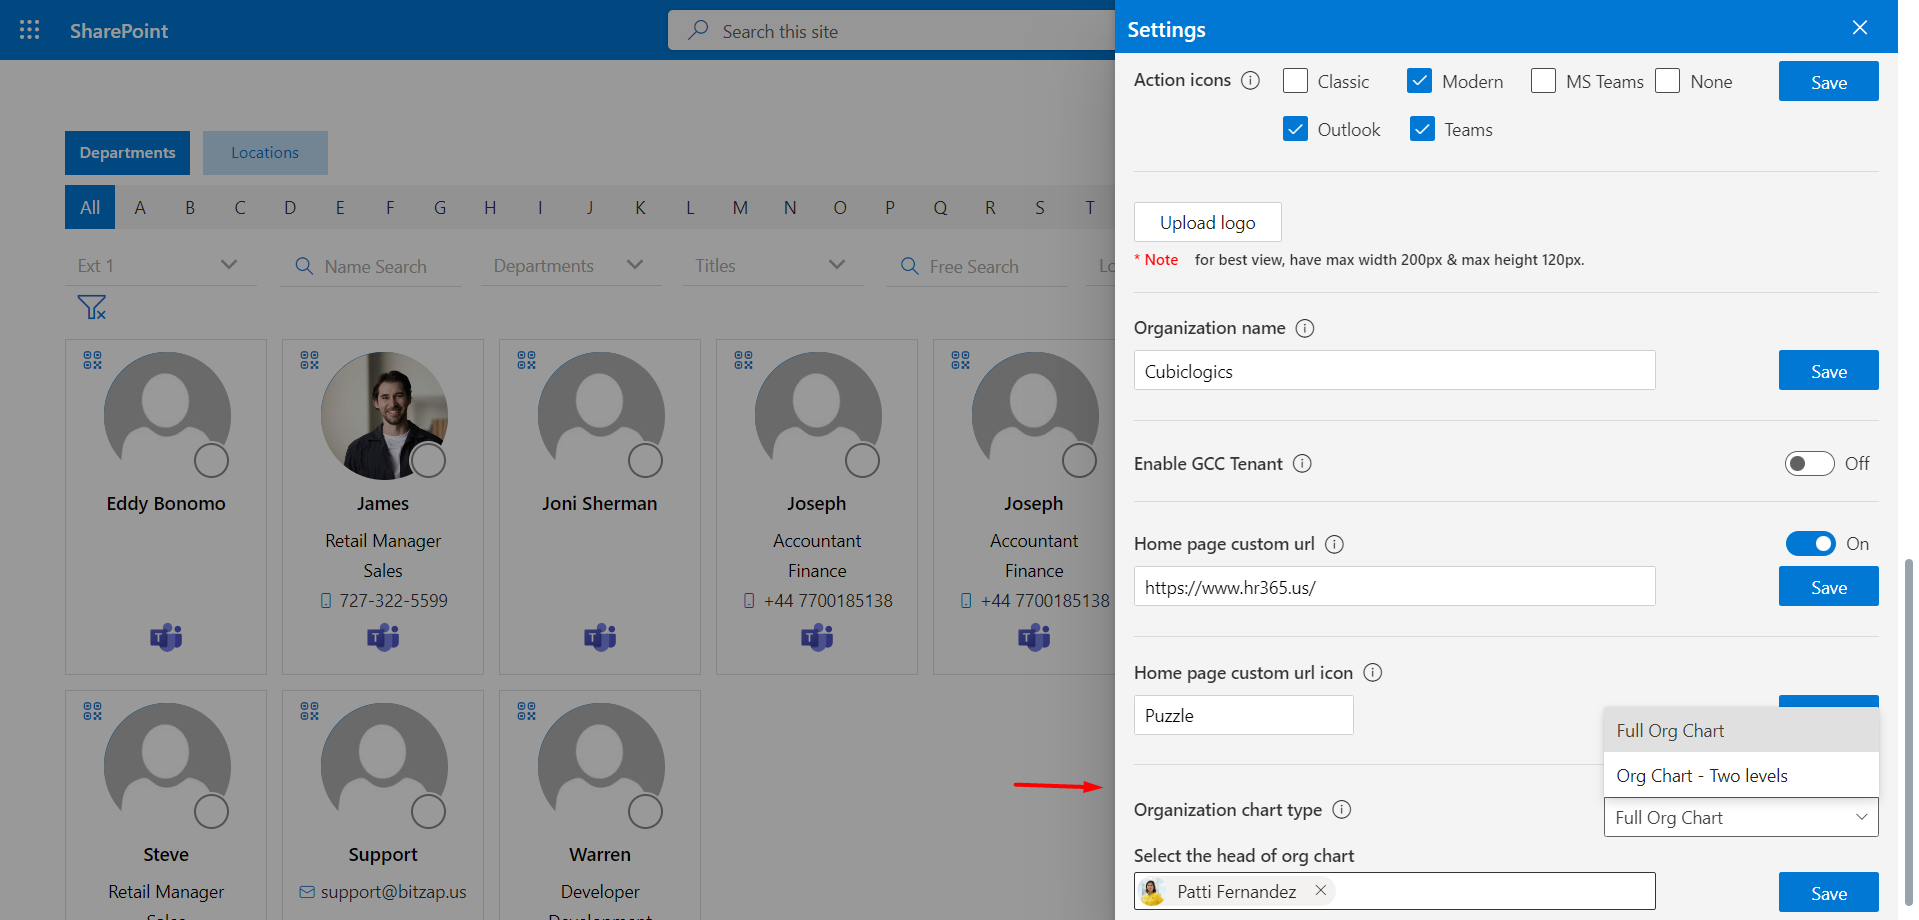 SharePoint
Search this site
Departments
Locations
All A B C D E F G H I J K L M N O P Q R S T
Ext 1
Name Search
Departments
Titles
Free Search
Lo
Eddy Bonomo
James
Retail Manager
Sales
727-322-5599
Joni Sherman
Joseph
Accountant
Finance
+44 7700185138
Joseph
Accountant
Finance
+44 7700185138
Steve
Retail Manager
Sales
Support
support@bitzap.us
Warren
Developer
Development
Settings
Action icons
Classic
Modern
MS Teams
None
Save
Outlook
Teams
Upload logo
* Note for best view, have max width 200px & max height 120px.
Organization name
Cubiclogics
Save
Enable GCC Tenant
Off
Home page custom url
On
https://www.hr365.us/
Save
Home page custom url icon
Puzzle
Full Org Chart
Org Chart - Two levels
Organization chart type
Full Org Chart
Select the head of org chart
Patti Fernandez
Save